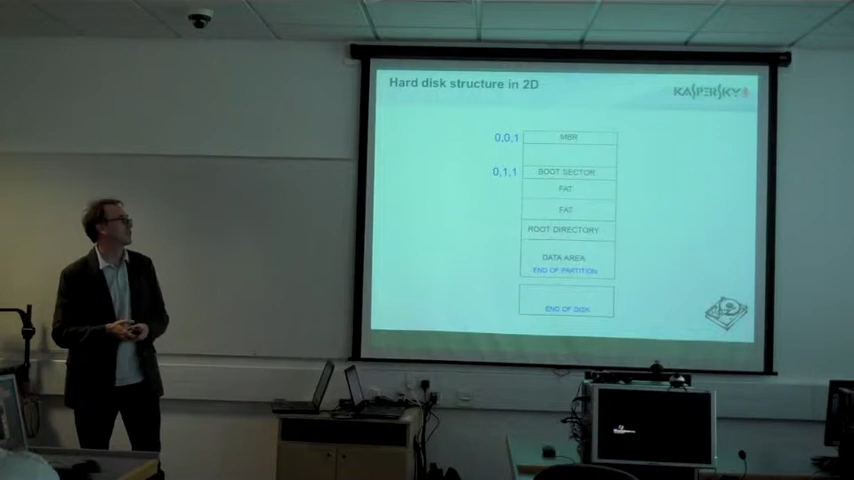 Hard disk structure in 2D
KASPERSKY
0,0,1
MBR
0,1,1
BOOT SECTOR
FAT
FAT
ROOT DIRECTORY
DATA AREA
END OF PARTITION
END OF DISK